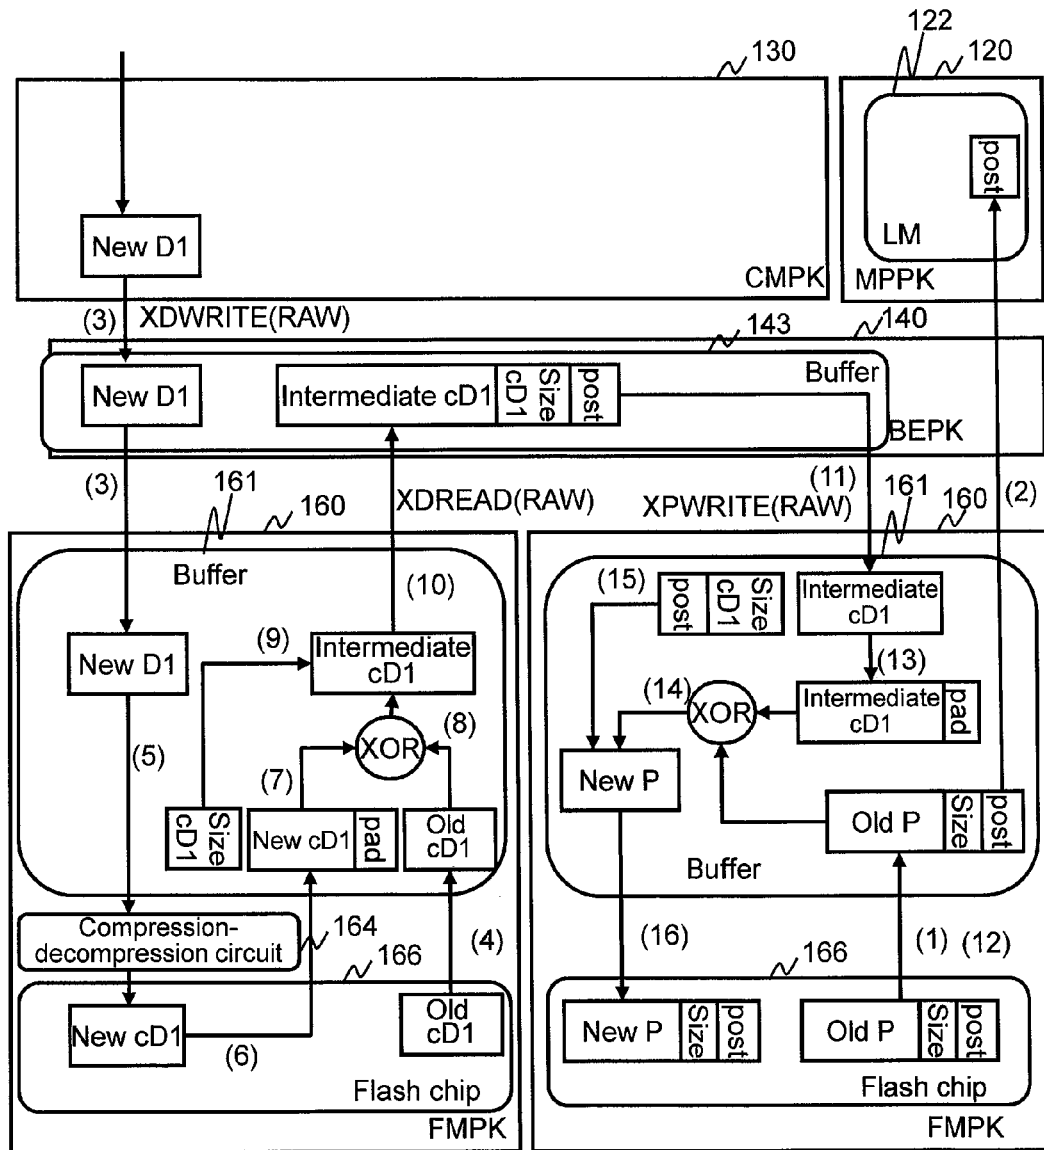 122
130
120
post
LM
New D1
CMPK
MPPK
(3)
XDWRITE(RAW)
143
140
New D1
Intermediate cD1
Size
cD1
post
Buffer
BEPK
(3)
161
160
XDREAD(RAW)
(11)
XPWRITE(RAW)
161
160
(2)
Buffer
(10)
(15)
post
Size
cD1
Intermediate
cD1
New D1
(9)
Intermediate
cD1
(13)
(14)
XOR
Intermediate
cD1
pad
(5)
(7)
XOR
(8)
New P
Size
cD1
New cD1
pad
Old
cD1
Old P
Size
post
Buffer
Compression-
decompression circuit
164
(4)
(16)
(1)
(12)
166
166
New cD1
(6)
Old
cD1
New P
Size
post
Old P
Size
post
Flash chip
Flash chip
FMPK
FMPK